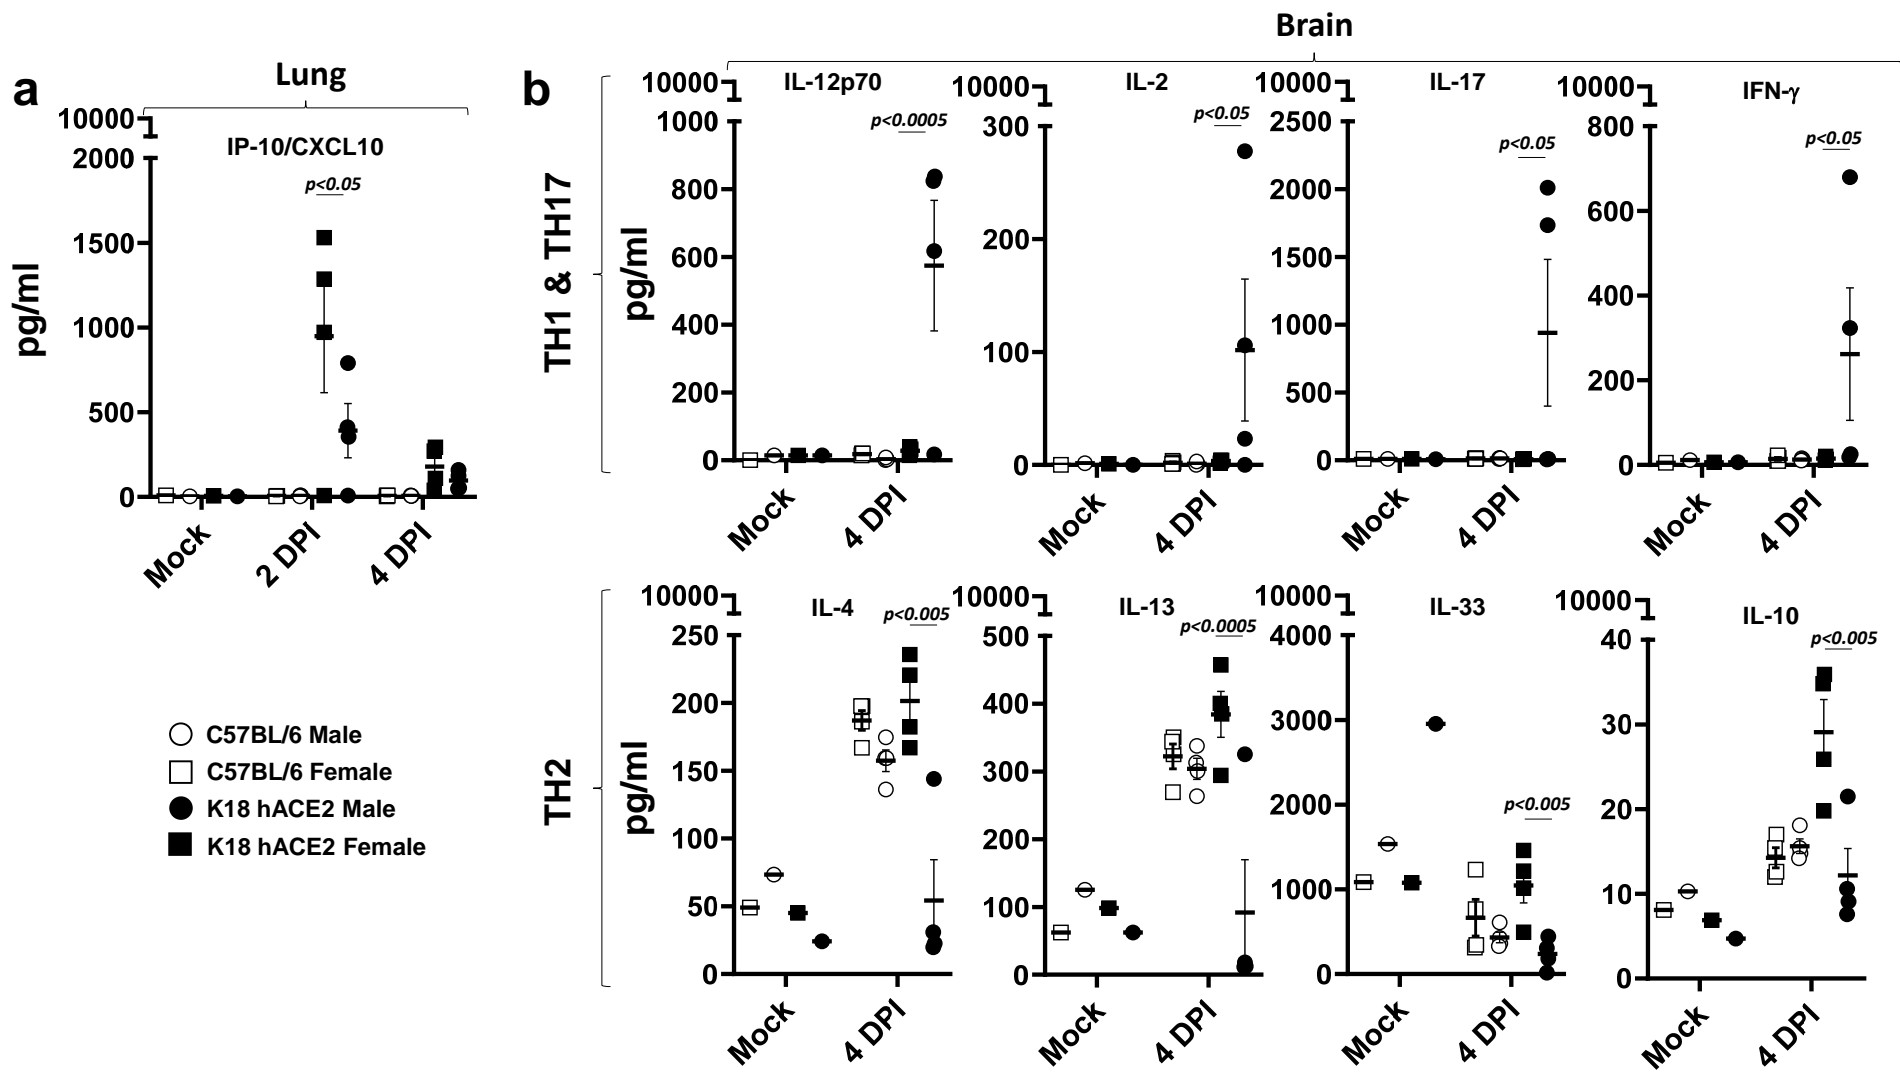 Brain
a
Lung
b
10000
IP-10/CXCL10
2000
p<0.05
1500
1000
500
0
pg/ml
Mock
2 DPI
4 DPI
TH1 & TH17
pg/ml
10000
IL-12p70
1000
p<0.0005
800
600
400
200
0
Mock
4 DPI
10000
IL-2
300
p<0.05
200
100
0
Mock
4 DPI
10000
IL-17
2500
p<0.05
2000
1500
1000
500
0
Mock
4 DPI
10000
IFN-γ
800
p<0.05
600
400
200
0
Mock
4 DPI
C57BL/6 Male
C57BL/6 Female
K18 hACE2 Male
K18 hACE2 Female
TH2
pg/ml
10000
IL-4
p<0.005
250
200
150
100
50
0
Mock
4 DPI
10000
IL-13
p<0.0005
500
400
300
200
100
0
Mock
4 DPI
10000
IL-33
4000
3000
2000
p<0.005
1000
0
Mock
4 DPI
10000
IL-10
p<0.005
40
30
20
10
0
Mock
4 DPI